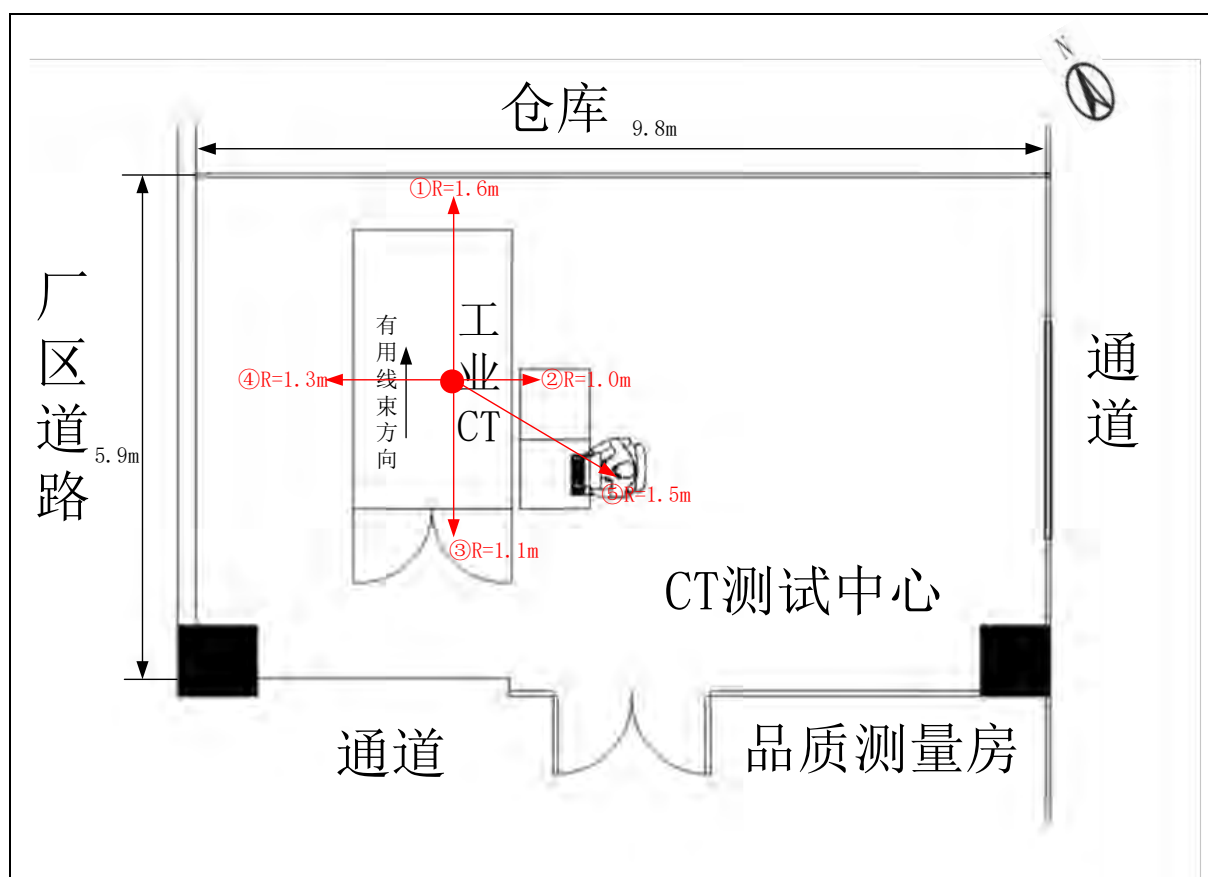 N
仓库
9.8m
①R=1.6m
厂区道路
5.9m
有用线束方向
工业CT
④R=1.3m
②R=1.0m
通道
⑤R=1.5m
③R=1.1m
CT测试中心
通道
品质测量房